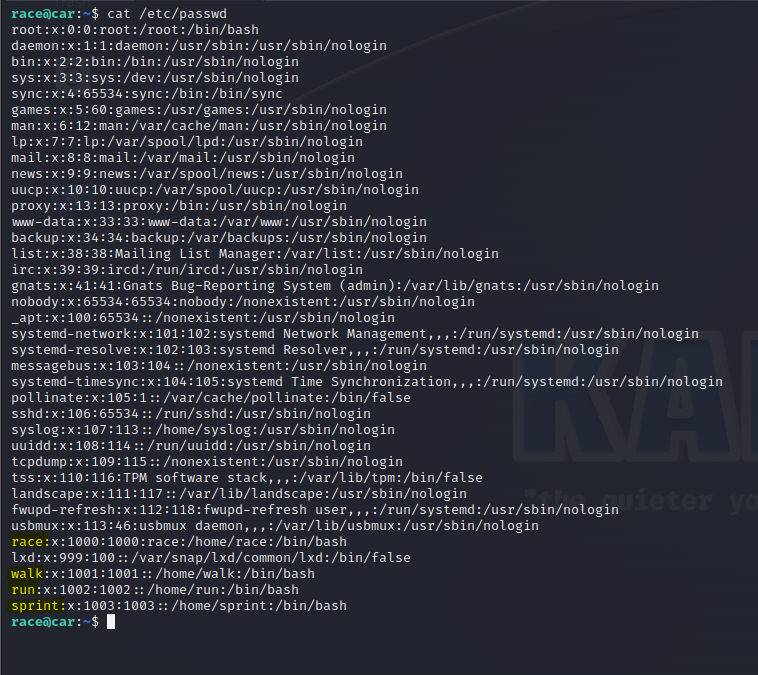 race@car:~$ cat /etc/passwd
root:x:0:0:root:/root:/bin/bash
daemon:x:1:1:daemon:/usr/sbin:/usr/sbin/nologin
bin:x:2:2:bin:/bin:/usr/sbin/nologin
sys:x:3:3:sys:/dev:/usr/sbin/nologin
sync:x:4:65534:sync:/bin:/bin/sync
games:x:5:60:games:/usr/games:/usr/sbin/nologin
man:x:6:12:man:/var/cache/man:/usr/sbin/nologin
lp:x:7:7:lp:/var/spool/lpd:/usr/sbin/nologin
mail:x:8:8:mail:/var/mail:/usr/sbin/nologin
news:x:9:9:news:/var/spool/news:/usr/sbin/nologin
uucp:x:10:10:uucp:/var/spool/uucp:/usr/sbin/nologin
proxy:x:13:13:proxy:/bin:/usr/sbin/nologin
www-data:x:33:33:www-data:/var/www:/usr/sbin/nologin
backup:x:34:34:backup:/var/backups:/usr/sbin/nologin
list:x:38:38:Mailing List Manager:/var/list:/usr/sbin/nologin
irc:x:39:39:ircd:/run/ircd:/usr/sbin/nologin
gnats:x:41:41:Gnats Bug-Reporting System (admin):/var/lib/gnats:/usr/sbin/nologin
nobody:x:65534:65534:nobody:/nonexistent:/usr/sbin/nologin
_apt:x:100:65534::/nonexistent:/usr/sbin/nologin
systemd-network:x:101:102:systemd Network Management,,,:/run/systemd:/usr/sbin/nologin
systemd-resolve:x:102:103:systemd Resolver,,,:/run/systemd:/usr/sbin/nologin
messagebus:x:103:104::/nonexistent:/usr/sbin/nologin
systemd-timesync:x:104:105:systemd Time Synchronization,,,:/run/systemd:/usr/sbin/nologin
pollinate:x:105:1::/var/cache/pollinate:/bin/false
sshd:x:106:65534::/run/sshd:/usr/sbin/nologin
syslog:x:107:113::/home/syslog:/usr/sbin/nologin
uuidd:x:108:114::/run/uuidd:/usr/sbin/nologin
tcpdump:x:109:115::/nonexistent:/usr/sbin/nologin
tss:x:110:116:TPM software stack,,,:/var/lib/tpm:/bin/false
landscape:x:111:117::/var/lib/landscape:/usr/sbin/nologin
fwupd-refresh:x:112:118:fwupd-refresh user,,,:/run/systemd:/usr/sbin/nologin
usbmux:x:113:46:usbmux daemon,,,:/var/lib/usbmux:/usr/sbin/nologin
race:x:1000:1000:race:/home/race:/bin/bash
lxd:x:999:100::/var/snap/lxd/common/lxd:/bin/false
walk:x:1001:1001::/home/walk:/bin/bash
run:x:1002:1002::/home/run:/bin/bash
sprint:x:1003:1003::/home/sprint:/bin/bash
race@car:~$
KA
"the quieter yo